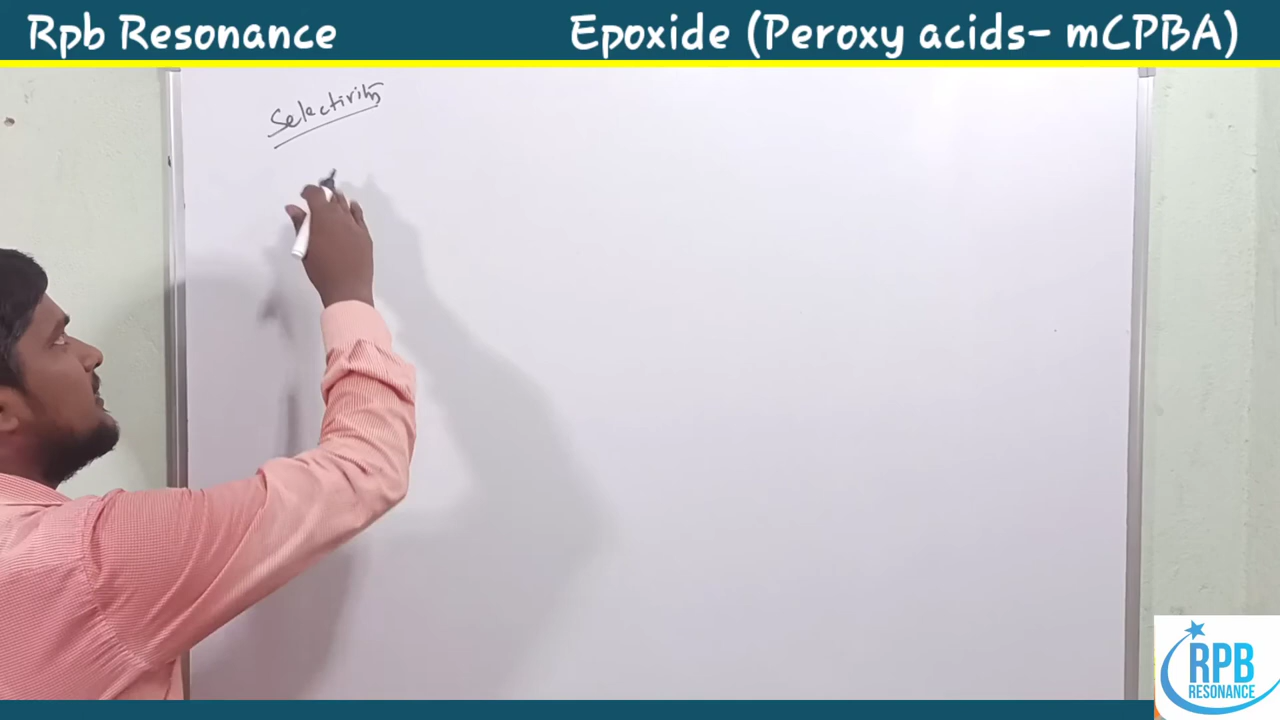 Rpb Resonance
Epoxide (Peroxy acids- mCPBA)
Selectivity
RPB
RESONANCE